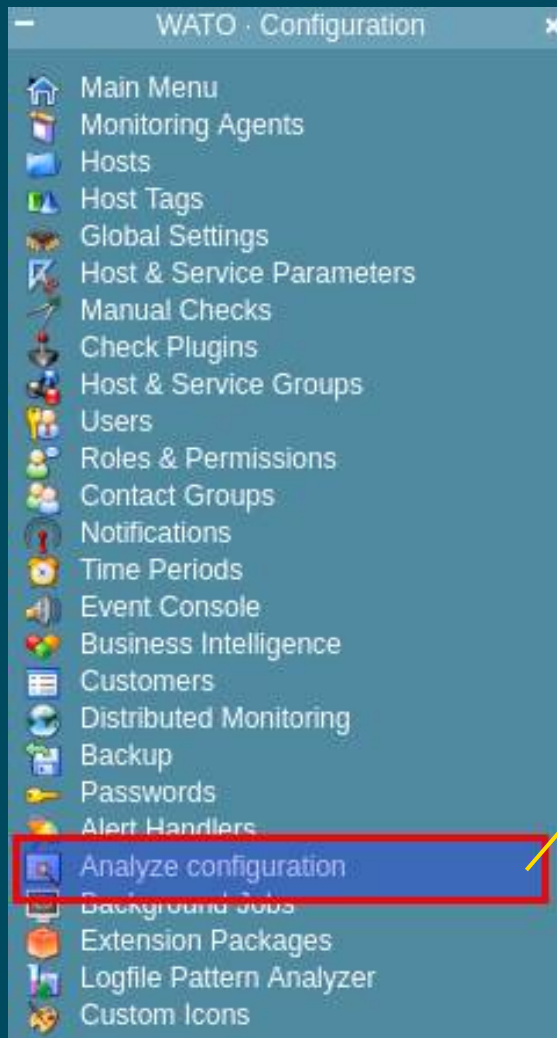 WATO · Configuration
Main Menu
Monitoring Agents
Hosts
Host Tags
Global Settings
Host & Service Parameters
Manual Checks
Check Plugins
Host & Service Groups
Users
Roles & Permissions
Contact Groups
Notifications
Time Periods
Event Console
Business Intelligence
Customers
Distributed Monitoring
Backup
Passwords
Alert Handlers
Analyze configuration
Background Jobs
Extension Packages
Logfile Pattern Analyzer
Custom Icons